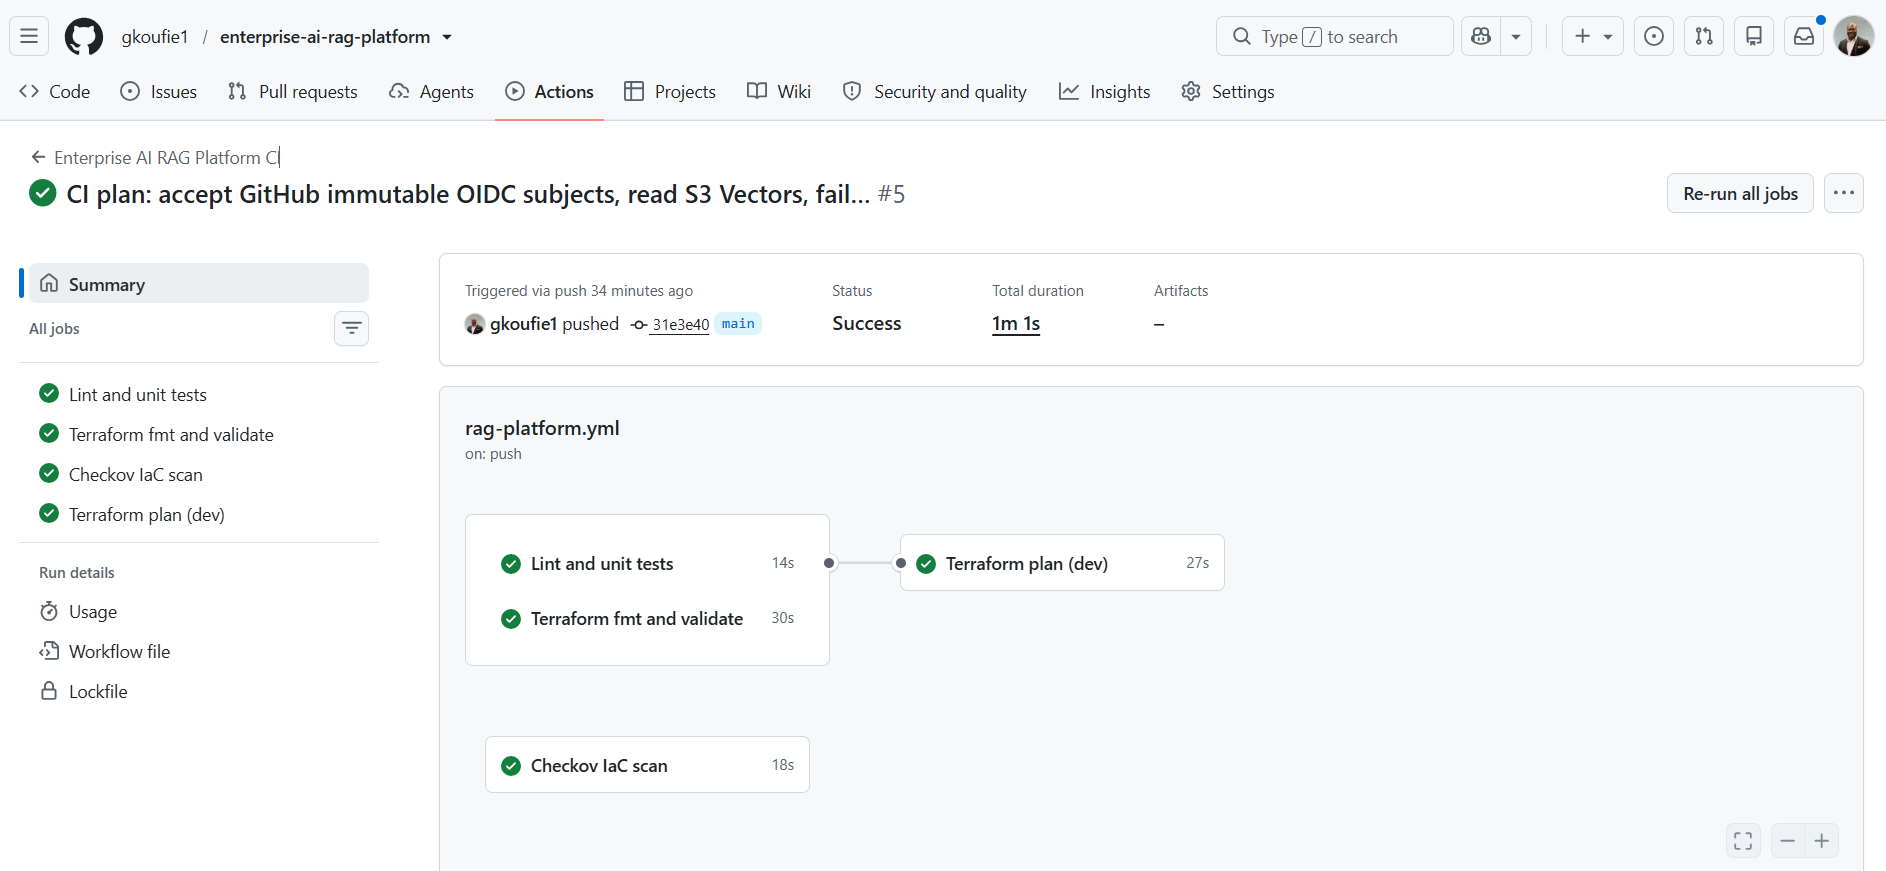 gkoufie1 / enterprise-ai-rag-platform
Type / to search
Code
Issues
Pull requests
Agents
Actions
Projects
Wiki
Security and quality
Insights
Settings
Enterprise AI RAG Platform CI
CI plan: accept GitHub immutable OIDC subjects, read S3 Vectors, fail... #5
Re-run all jobs
Summary
All jobs
Lint and unit tests
Terraform fmt and validate
Checkov IaC scan
Terraform plan (dev)
Run details
Usage
Workflow file
Lockfile
Triggered via push 34 minutes ago
gkoufie1 pushed 31e3e40 main
Status
Success
Total duration
1m 1s
Artifacts
–
rag-platform.yml
on: push
Lint and unit tests 14s
Terraform fmt and validate 30s
Terraform plan (dev) 27s
Checkov IaC scan 18s